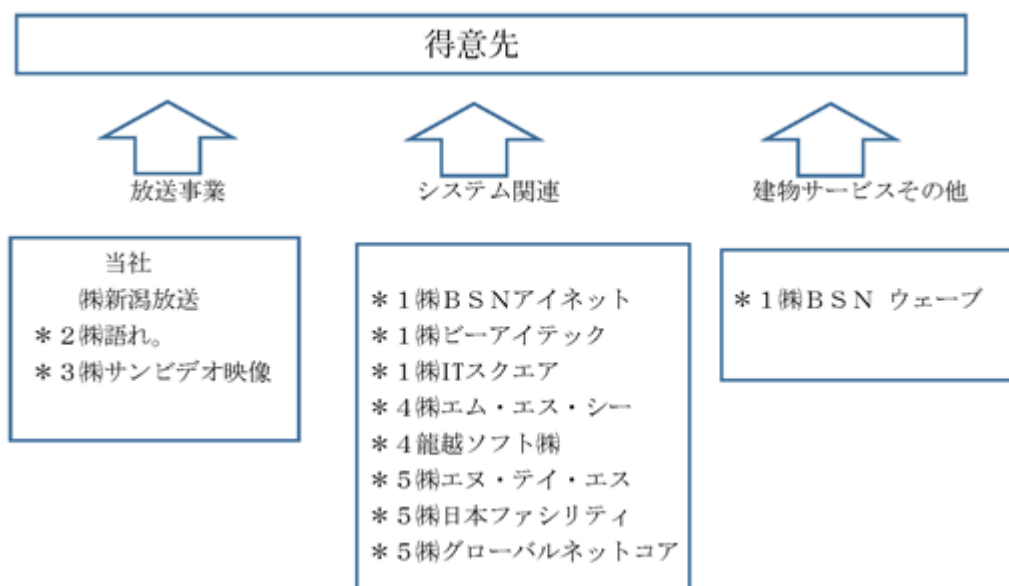 得意先
放送事業
当社
㈱新潟放送
＊２㈱語れ。
＊３㈱サンビデオ映像
システム関連
＊１㈱ＢＳＮアイネット
＊１㈱ビーアイテック
＊１㈱ITスクエア
＊４㈱エム・エス・シー
＊４龍越ソフト㈱
＊５㈱エヌ・テイ・エス
＊５㈱日本ファシリティ
＊５㈱グローバルネットコア
建物サービスその他
＊１㈱ＢＳＮ ウェーブ